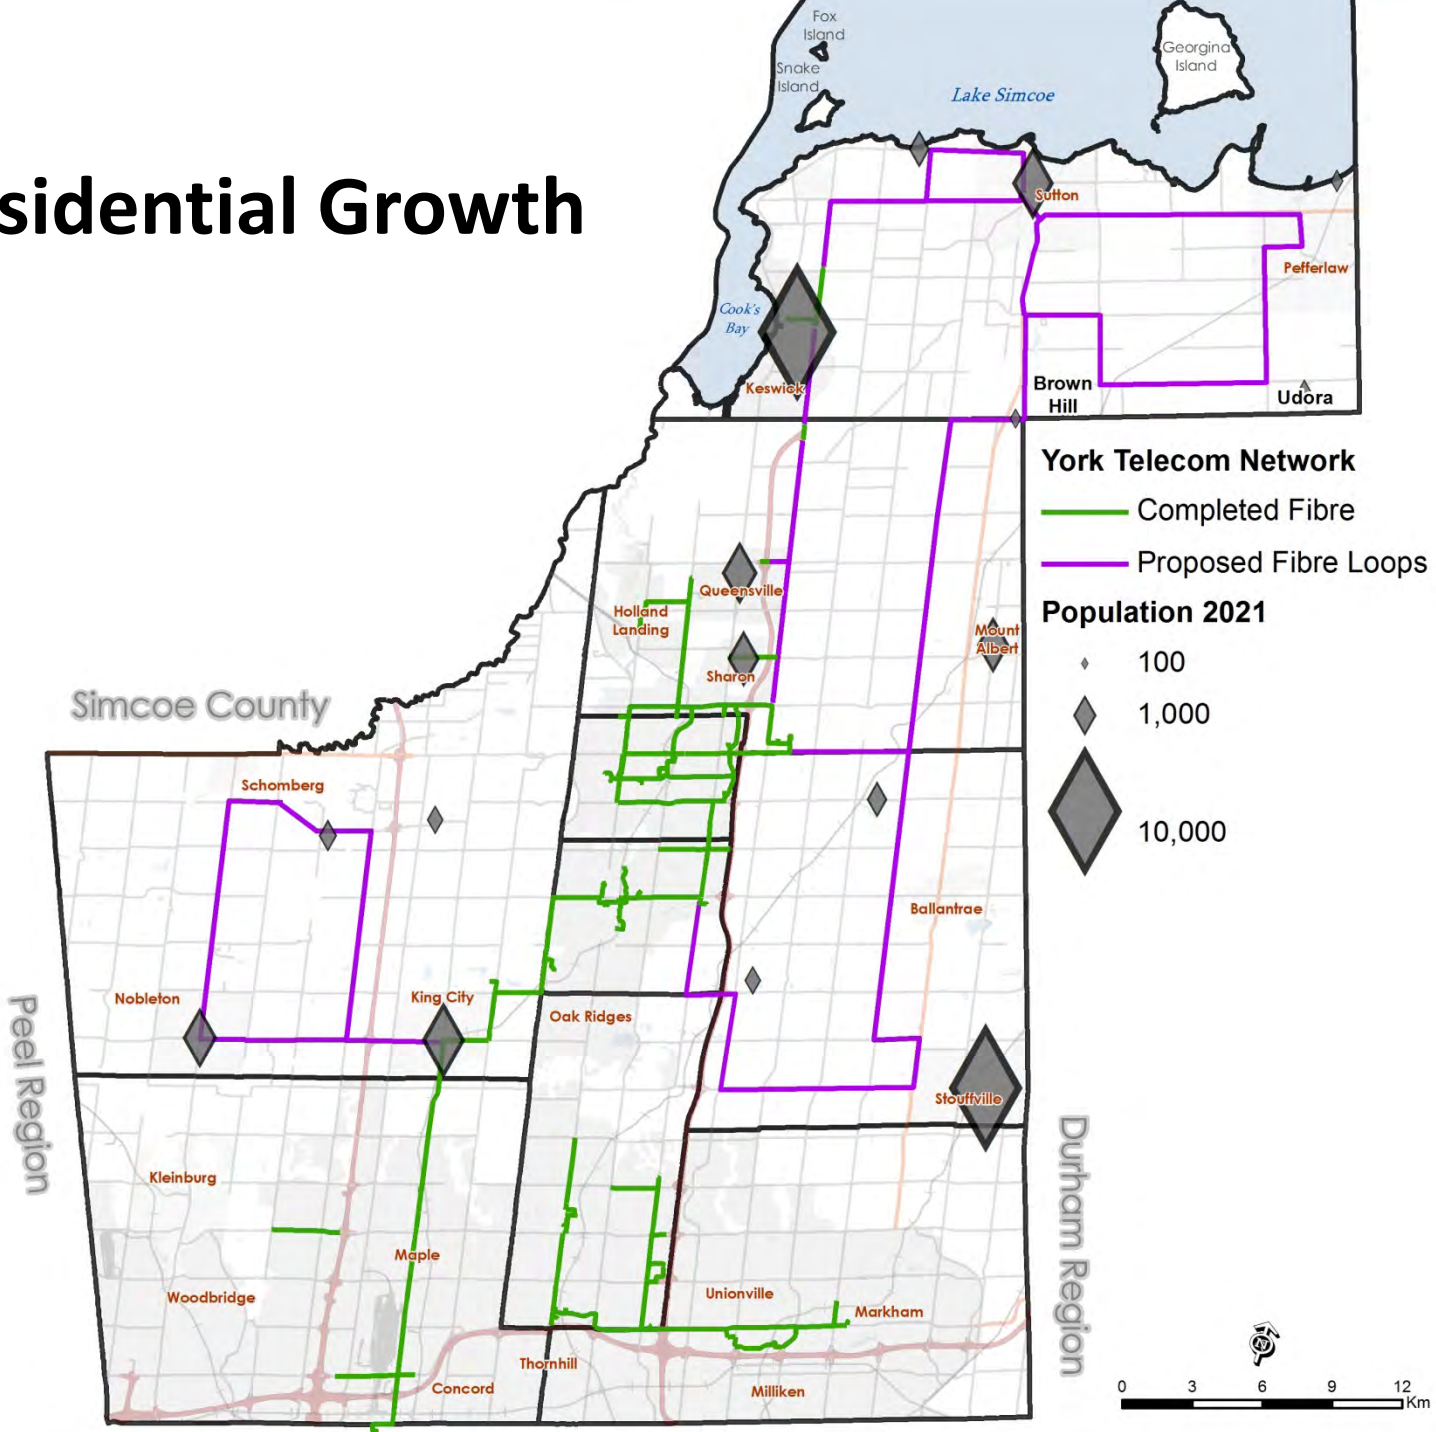 Fox
Island
Snake
Island
Georgina
Island
Lake Simcoe
sidential Growth
Sutton
Pefferlaw
Cook's
Bay
Keswick
Brown
Hill
Udora
York Telecom Network
Completed Fibre
Proposed Fibre Loops
Population 2021
100
1,000
10,000
Queensville
Holland
Landing
Mount
Albert
Sharon
Simcoe County
Schomberg
Ballantrae
Nobleton
King City
Oak Ridges
Peel Region
Stouffville
Durham Region
Kleinburg
Maple
Woodbridge
Unionville
Markham
Thornhill
Concord
Milliken
0 3 6 9 12
Km